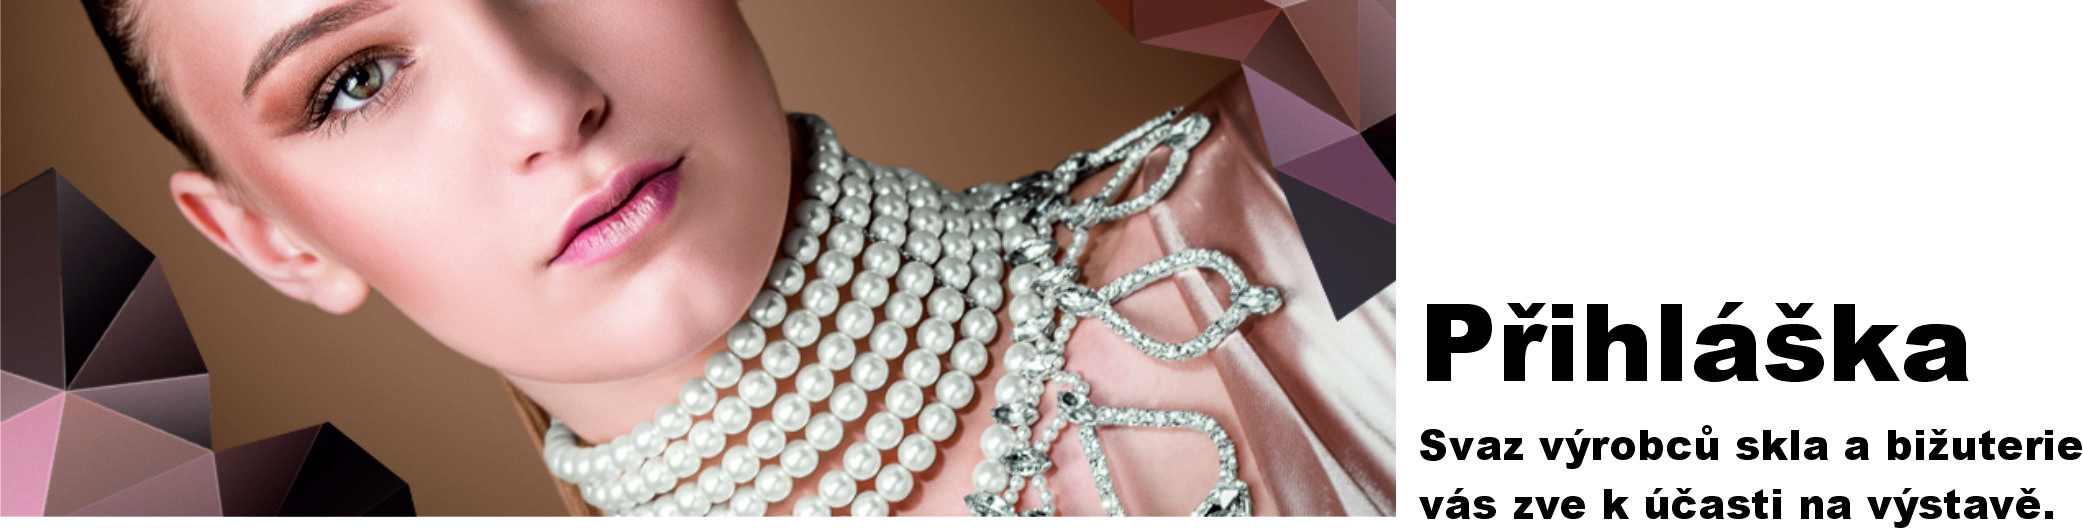 Přihláška
Svaz výrobců skla a bižuterie
vás zve k účasti na výstavě.